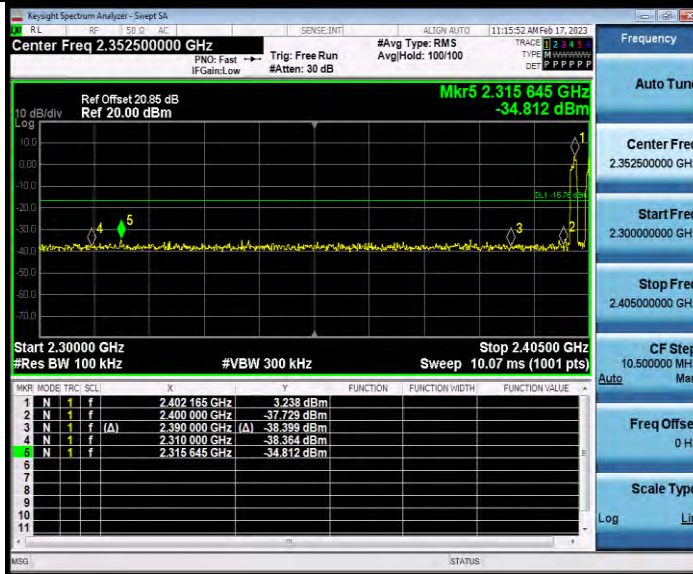 Keysight Spectrum Analyzer - Swept SA
RL RF 50 Ω AC SENSE:INT ALIGN AUTO 11:15:52 AM Feb 17, 2023
Center Freq 2.352500000 GHz
PNO: Fast
IFGain:Low
Trig: Free Run
#Atten: 30 dB
#Avg Type: RMS
Avg|Hold: 100/100
TRACE 1 2 3 4 5 6
TYPE M W W W W W
DET P P P P P P
Ref Offset 20.85 dB
10 dB/div Ref 20.00 dBm
Log
Mkr5 2.315 645 GHz
-34.812 dBm
10.0
0.00
-10.0
-20.0
-30.0
-40.0
-50.0
-60.0
-70.0
1
2
3
4
5
Start 2.30000 GHz Stop 2.40500 GHz
#Res BW 100 kHz #VBW 300 kHz Sweep 10.07 ms (1001 pts)
MKR MODE TRC SCL X Y FUNCTION FUNCTION WIDTH FUNCTION VALUE
1 N 1 f 2.402 165 GHz 3.238 dBm
2 N 1 f 2.400 000 GHz -37.729 dBm
3 N 1 f (Δ) 2.390 000 GHz (Δ) -38.399 dBm
4 N 1 f 2.310 000 GHz -38.364 dBm
5 N 1 f 2.315 645 GHz -34.812 dBm
6
7
8
9
10
11
MSG STATUS
Frequency
Auto Tune
Center Freq
2.352500000 GHz
Start Freq
2.300000000 GHz
Stop Freq
2.405000000 GHz
CF Step
10.500000 MHz
Auto Man
Freq Offset
0 Hz
Scale Type
Log Lin